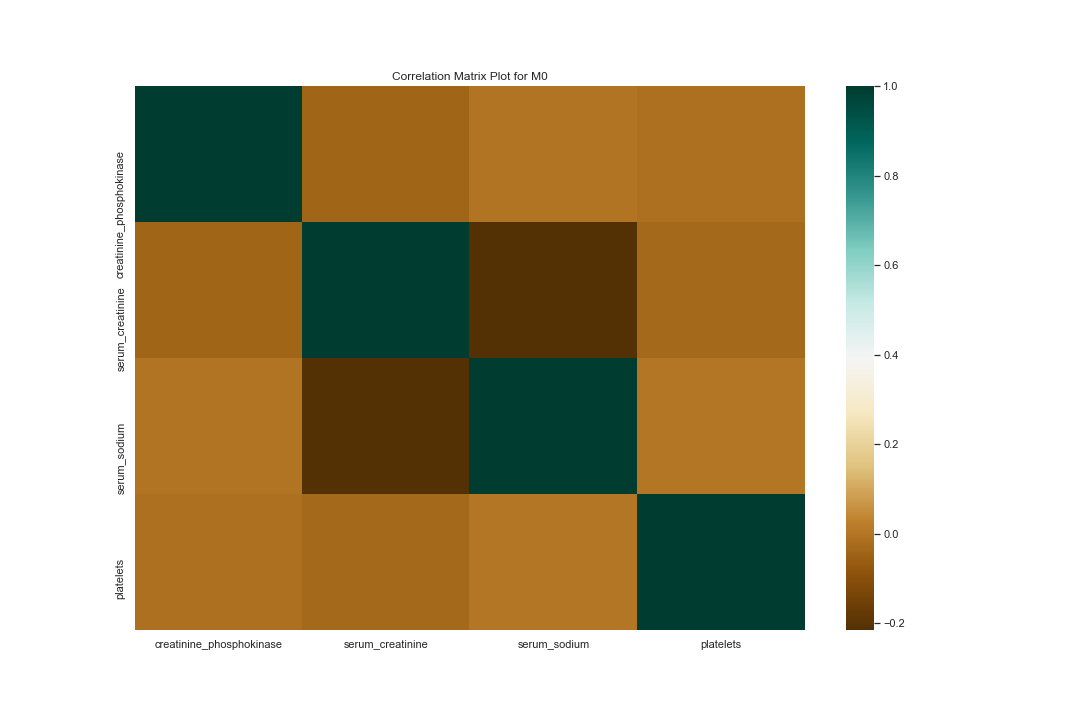 Correlation Matrix Plot for M0
creatinine_phosphokinase
serum_creatinine
serum_sodium
platelets
creatinine_phosphokinase
serum_creatinine
serum_sodium
platelets
1.0
0.8
0.6
0.4
0.2
0.0
−0.2